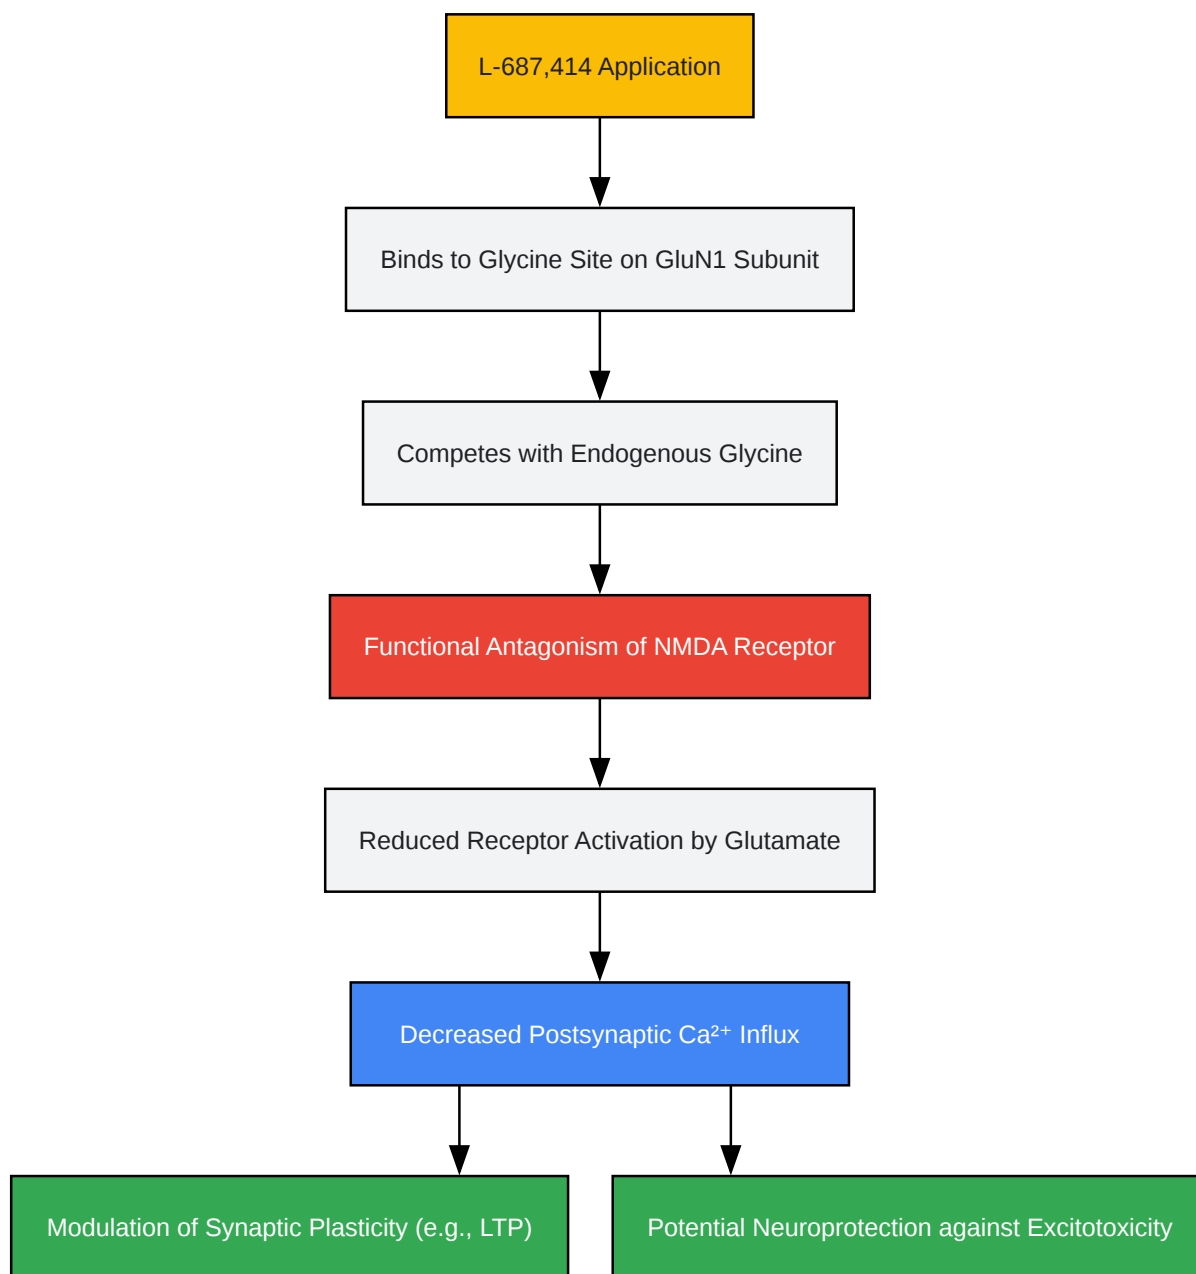 L-687,414 Application
Binds to Glycine Site on GluN1 Subunit
Competes with Endogenous Glycine
Functional Antagonism of NMDA Receptor
Reduced Receptor Activation by Glutamate
Decreased Postsynaptic Ca²⁺ Influx
Modulation of Synaptic Plasticity (e.g., LTP)
Potential Neuroprotection against Excitotoxicity